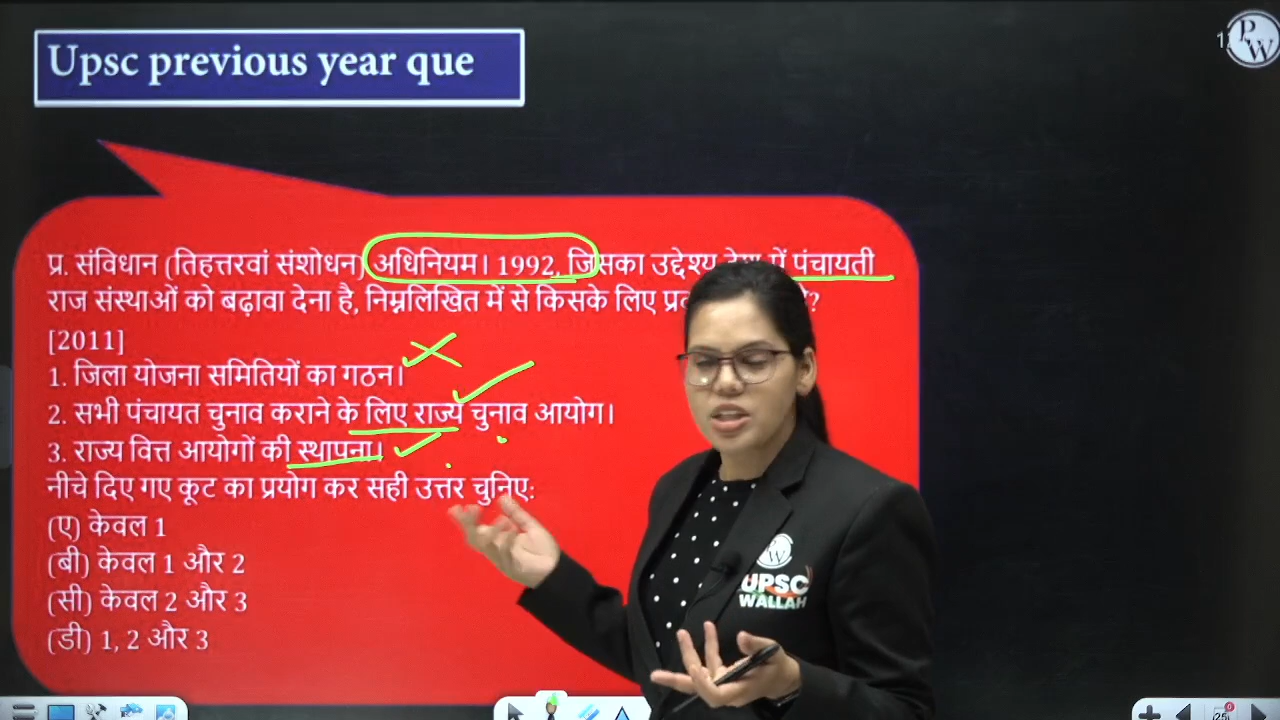 Upsc previous year que
PW
प्र. संविधान (तिहत्तरवां संशोधन) अधिनियम। 1992, जिसका उद्देश्य में पंचायती
राज संस्थाओं को बढ़ावा देना है, निम्नलिखित में से किसके लिए
[2011]
1. जिला योजना समितियों का गठन।
2. सभी पंचायत चुनाव कराने के लिए राज्य चुनाव आयोग।
3. राज्य वित्त आयोगों की स्थापना।
नीचे दिए गए कूट का प्रयोग कर सही उत्तर चुनिए:
(ए) केवल 1
(बी) केवल 1 और 2
(सी) केवल 2 और 3
(डी) 1, 2 और 3
UPSC
WALLAH
25